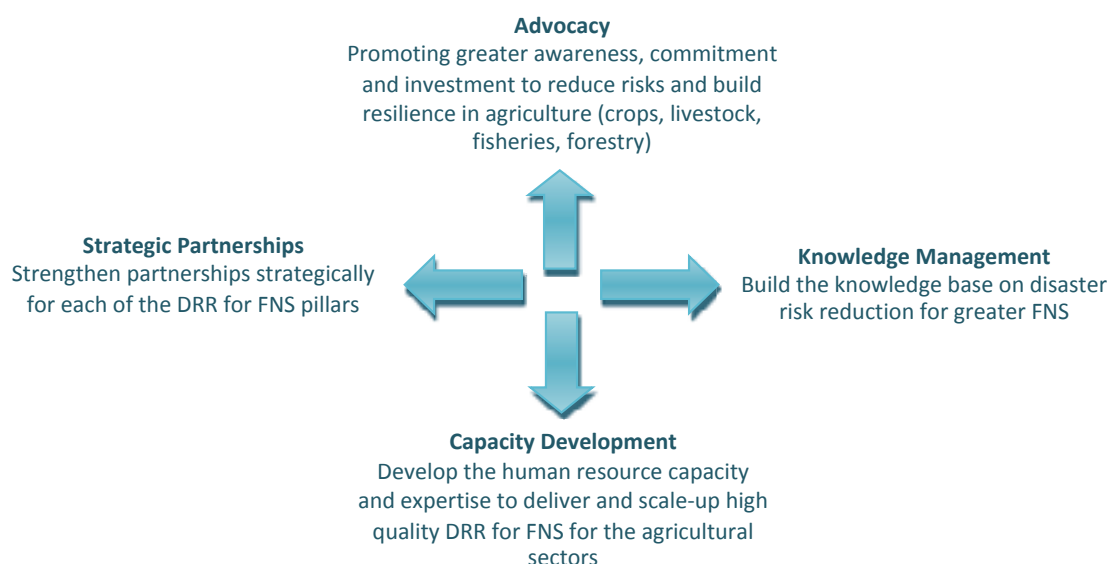 Advocacy
Promoting greater awareness, commitment
and investment to reduce risks and build
resilience in agriculture (crops, livestock,
fisheries, forestry)
Strategic Partnerships
Strengthen partnerships strategically
for each of the DRR for FNS pillars
Knowledge Management
Build the knowledge base on disaster
risk reduction for greater FNS
Capacity Development
Develop the human resource capacity
and expertise to deliver and scale-up high
quality DRR for FNS for the agricultural
sectors